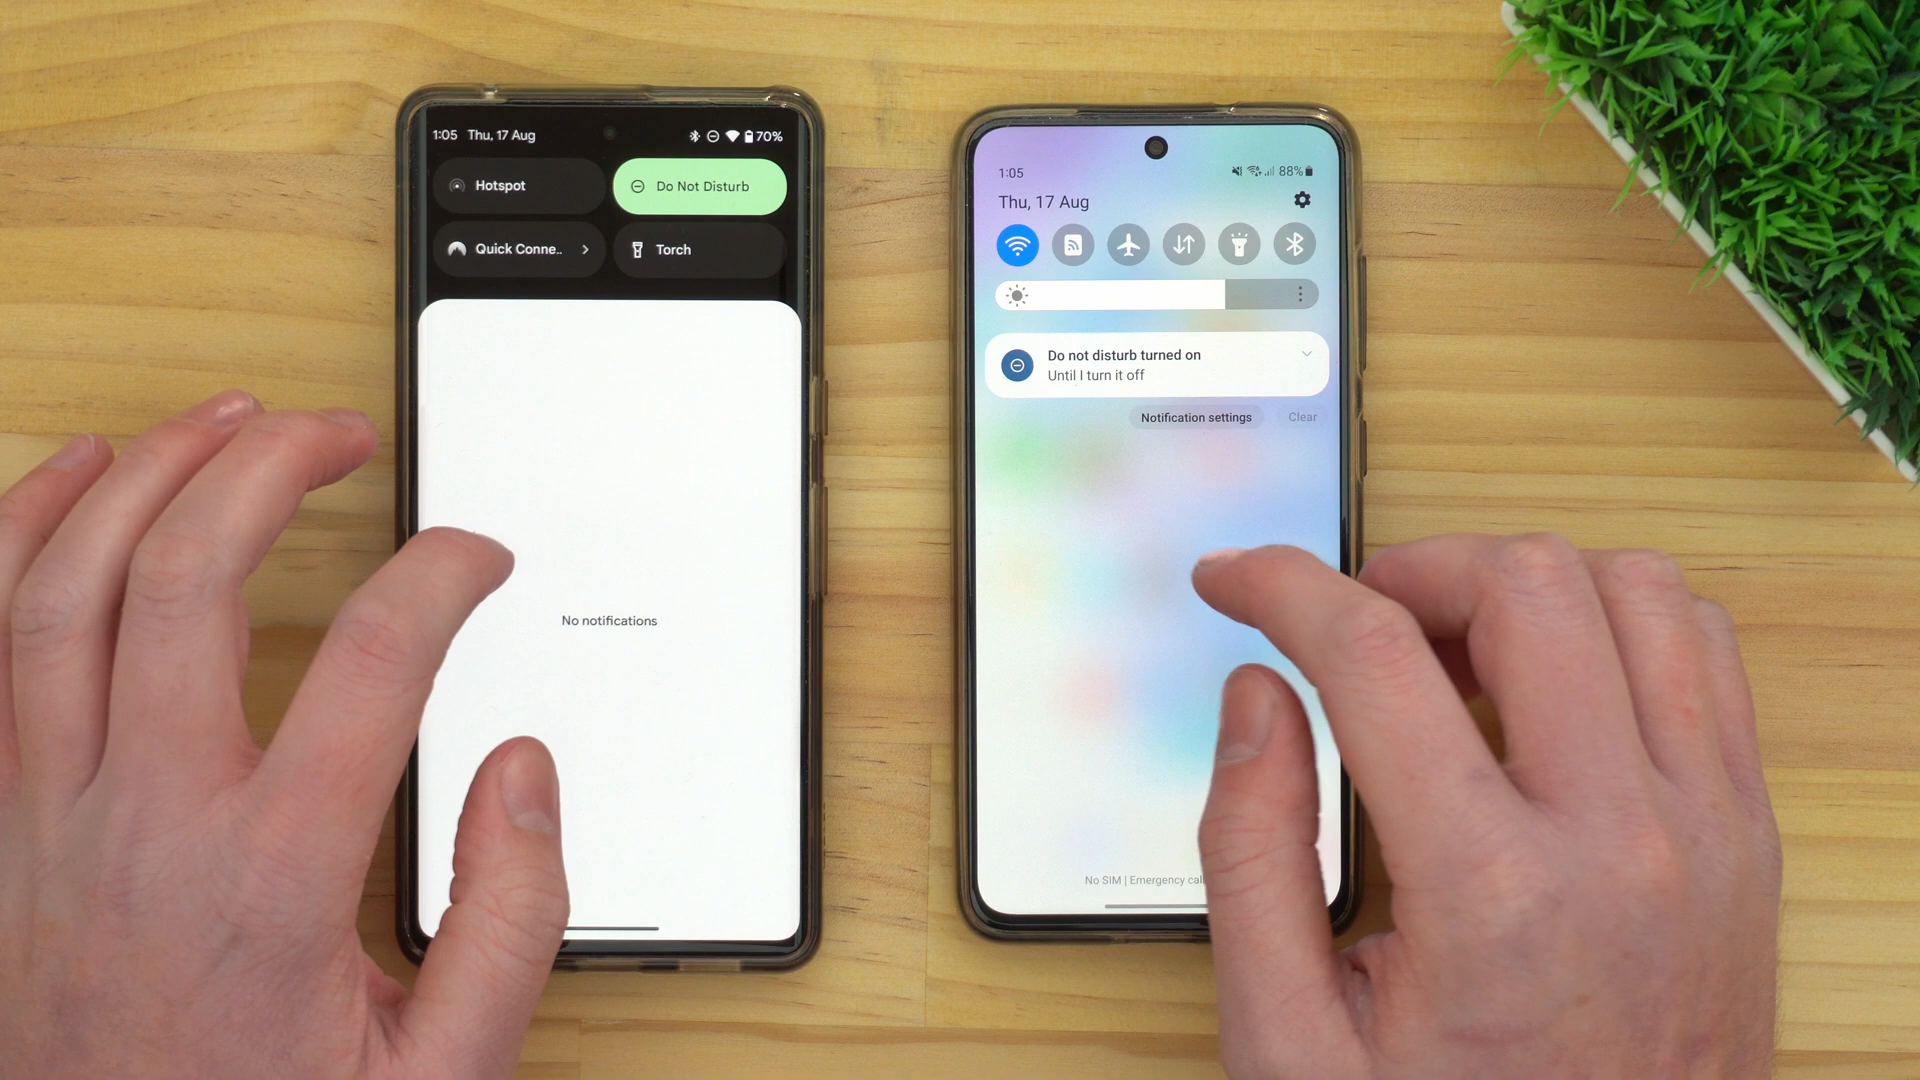 1:05 Thu, 17 Aug 70%
Hotspot
Do Not Disturb
Quick Conne..
Torch
No notifications
1:05 88%
Thu, 17 Aug
Do not disturb turned on
Until I turn it off
Notification settings Clear
No SIM | Emergency call